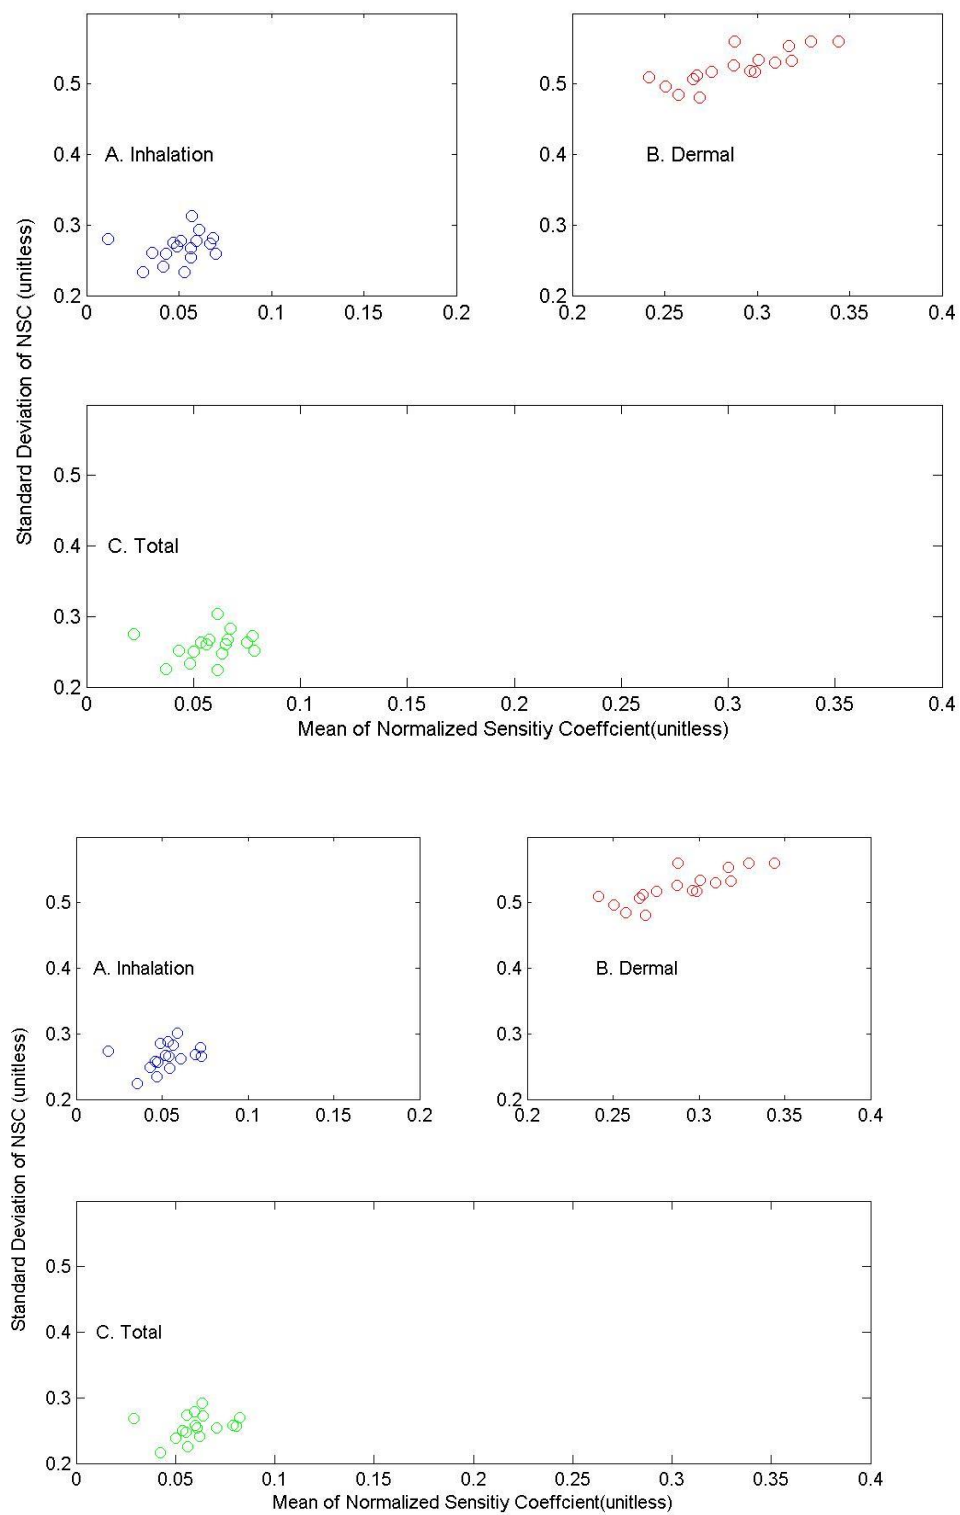 0.5
0.4
0.3
0.2
A. Inhalation
0 0.05 0.1 0.15 0.2
0.5
0.4
0.3
0.2
B. Dermal
0.2 0.25 0.3 0.35 0.4
Standard Deviation of NSC (unitless)
0.5
0.4
0.3
0.2
C. Total
0 0.05 0.1 0.15 0.2 0.25 0.3 0.35 0.4
Mean of Normalized Sensitiy Coeffcient(unitless)
0.5
0.4
0.3
0.2
A. Inhalation
0 0.05 0.1 0.15 0.2
0.5
0.4
0.3
0.2
B. Dermal
0.2 0.25 0.3 0.35 0.4
Standard Deviation of NSC (unitless)
0.5
0.4
0.3
0.2
C. Total
0 0.05 0.1 0.15 0.2 0.25 0.3 0.35 0.4
Mean of Normalized Sensitiy Coeffcient(unitless)